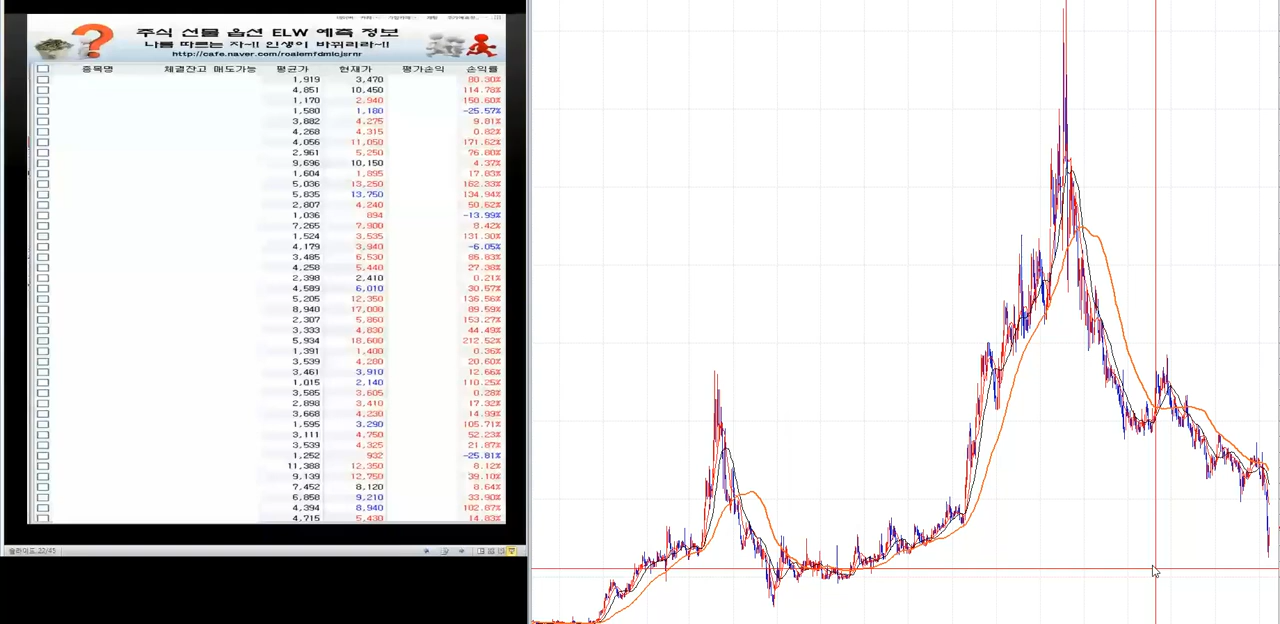 주식 선물 옵션 ELW 예측 정보
나를 따르는 자~!! 인생이 바뀌리라~!!
종목명 체결잔고 매도가능 평균가 현재가 평가손익 손익률
1,919 3,470 80.30%
4,851 10,450 114.78%
1,170 2,940 150.60%
1,580 1,180 -25.57%
3,882 4,275 9.81%
4,268 4,315 0.82%
4,056 11,050 171.62%
2,961 5,250 76.80%
9,696 10,150 4.37%
1,604 1,895 17.83%
5,036 13,250 162.33%
5,835 13,750 134.94%
2,807 4,240 50.62%
1,036 894 -13.99%
7,265 7,900 8.42%
1,524 3,535 131.30%
4,179 3,940 -6.05%
3,485 6,530 86.83%
4,258 5,440 27.38%
2,398 2,410 0.21%
4,589 6,010 30.57%
5,205 12,350 136.56%
8,940 17,000 89.59%
2,307 5,860 153.27%
3,333 4,830 44.49%
5,934 18,600 212.52%
1,391 1,400 0.36%
3,539 4,280 20.60%
3,461 3,910 12.66%
1,015 2,140 110.25%
3,585 3,605 0.28%
2,898 3,410 17.32%
3,668 4,230 14.99%
1,595 3,290 105.71%
3,111 4,750 52.23%
3,539 4,325 21.87%
1,252 932 -25.81%
11,388 12,350 8.12%
9,139 12,750 39.10%
7,452 8,120 8.64%
6,858 9,210 33.90%
4,394 8,940 102.87%
4,715 5,430 14.83%
슬라이드 22/45